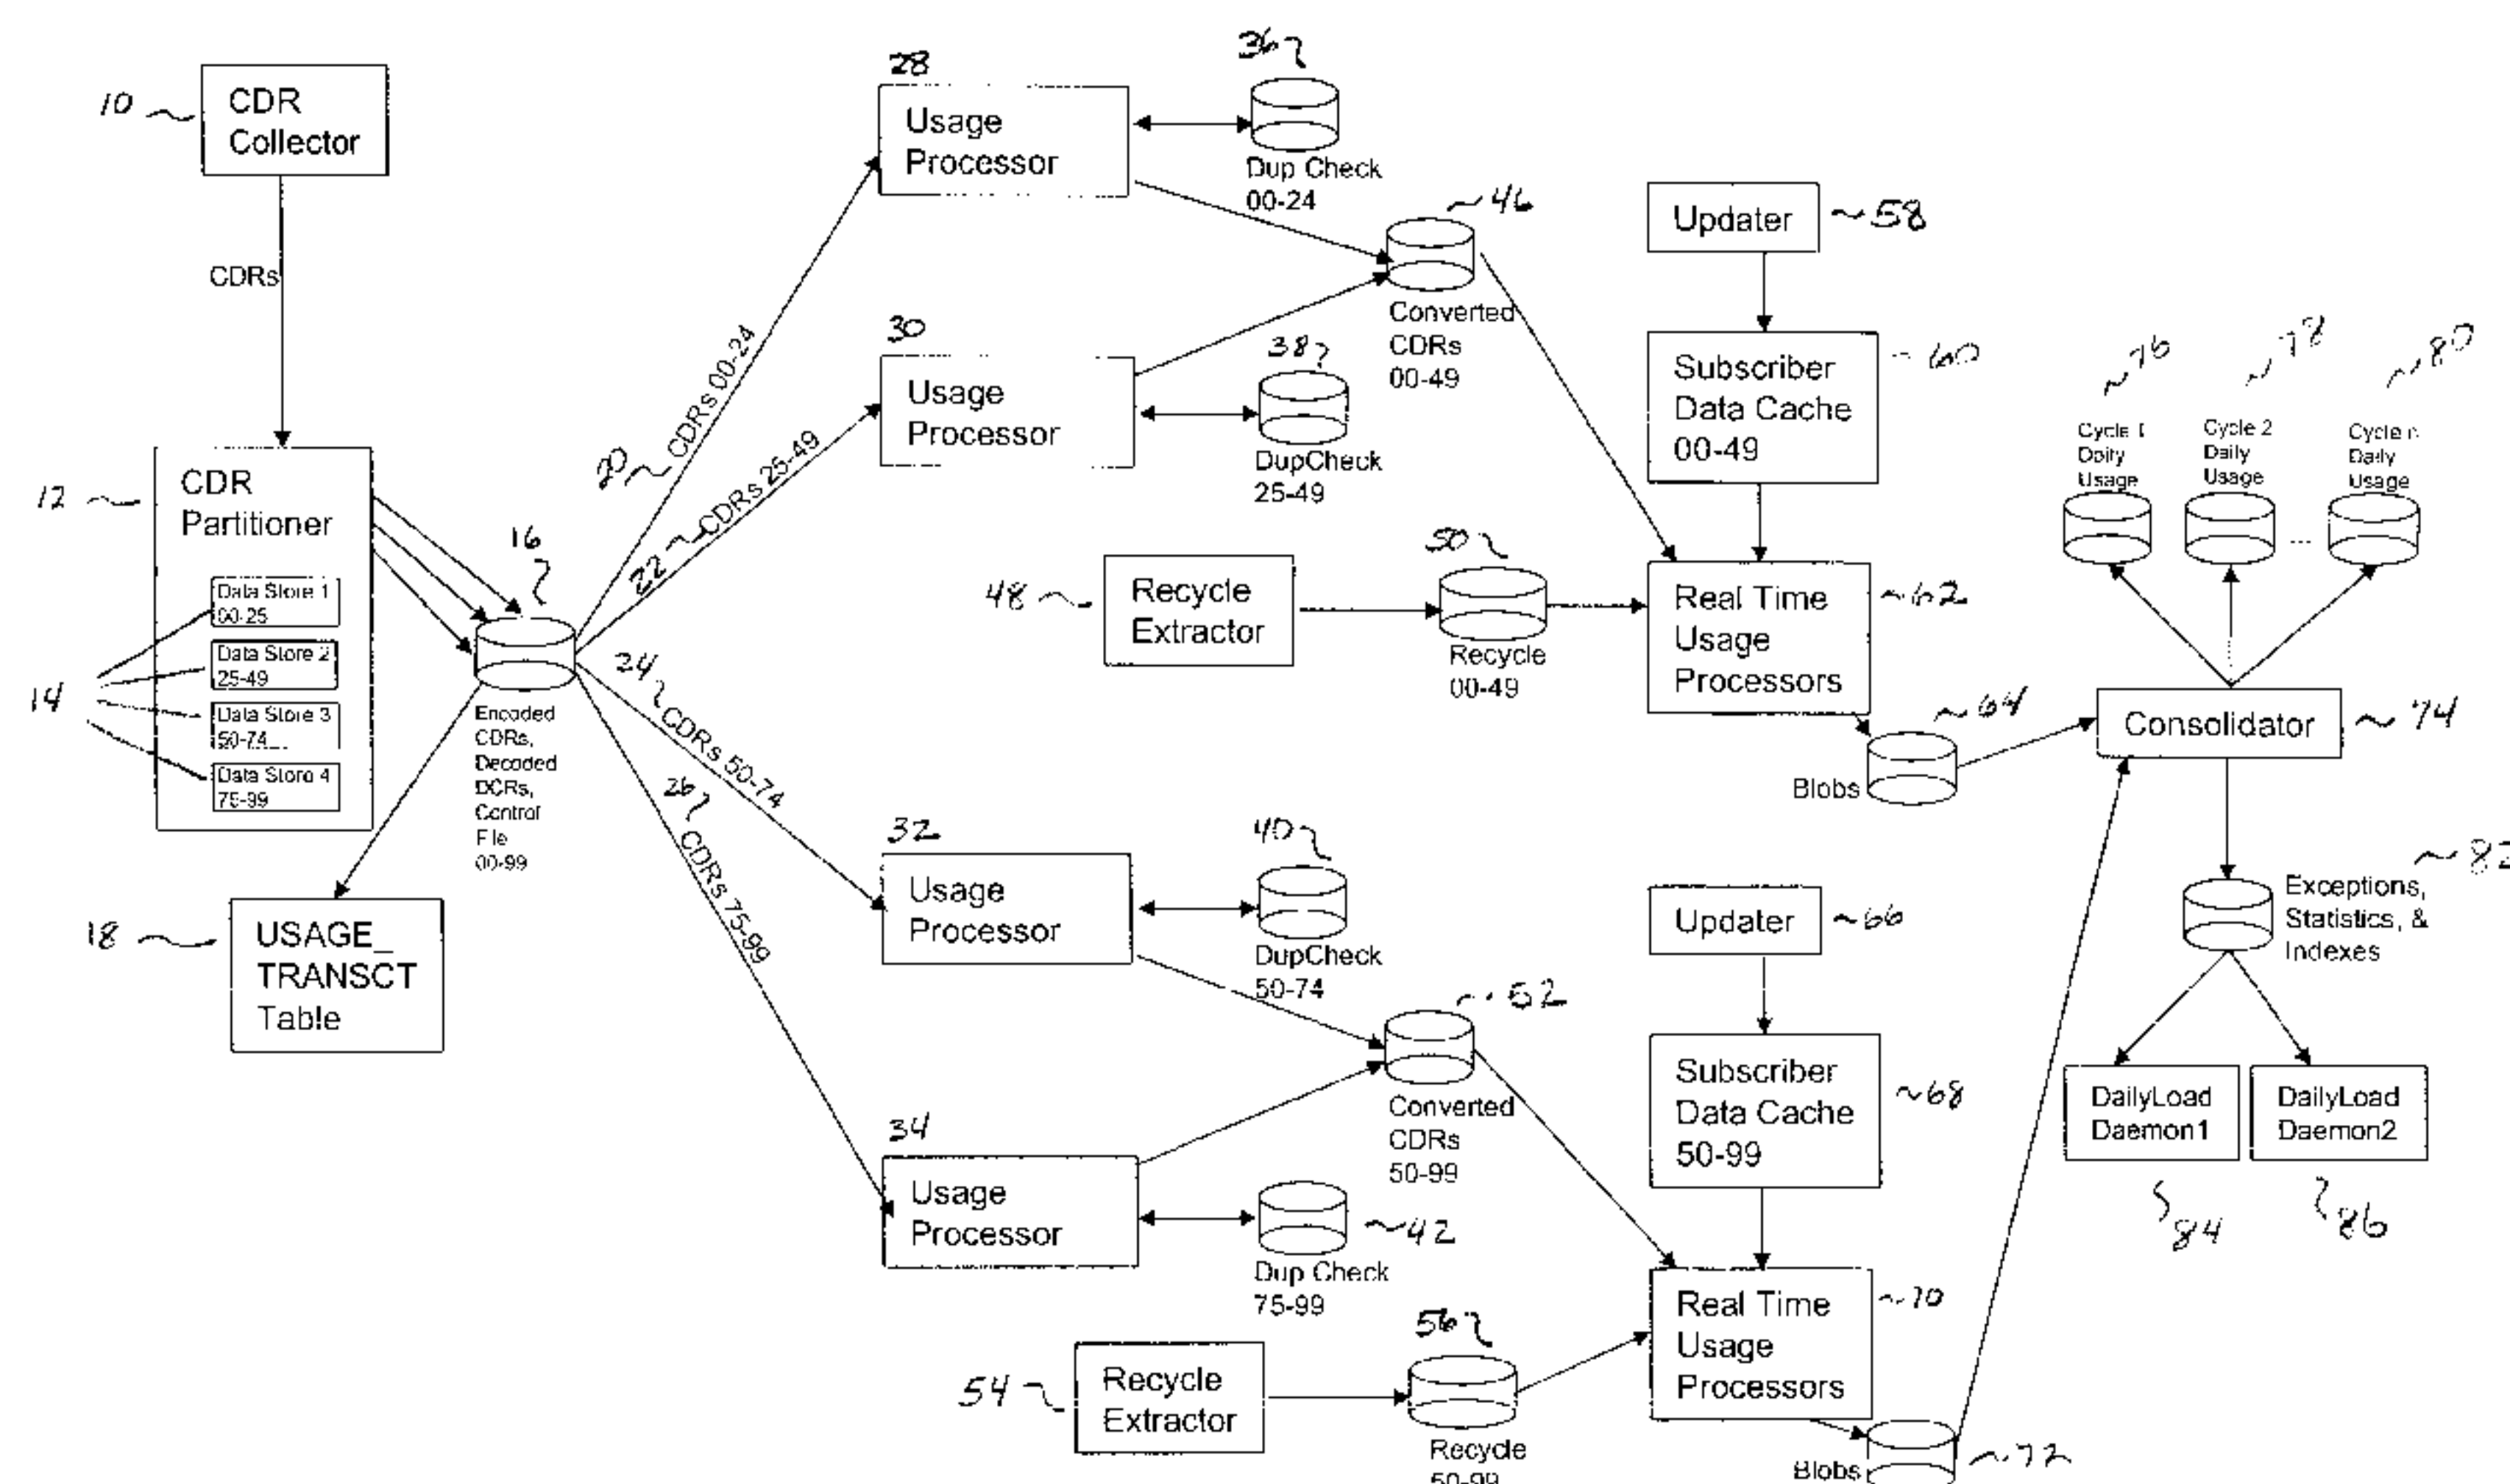 10
CDR
Collector
CDRs
12
CDR
Partitioner
Data Store 1
00-25
Data Store 2
25-49
Data Store 3
50-74
Data Store 4
75-99
14
16
Encoded
CDRs,
Decoded
DCRs,
Control
File
00-99
18
USAGE_
TRANSCT
Table
20
CDRs 00-24
22
CDRs 25-49
24
CDRs 50-74
26
CDRs 75-99
28
Usage
Processor
36
Dup Check
00-24
30
Usage
Processor
38
DupCheck
25-49
46
Converted
CDRs
00-49
48
Recycle
Extractor
50
Recycle
00-49
58
Updater
60
Subscriber
Data Cache
00-49
62
Real Time
Usage
Processors
64
Blobs
32
Usage
Processor
40
DupCheck
50-74
34
Usage
Processor
42
Dup Check
75-99
52
Converted
CDRs
50-99
54
Recycle
Extractor
56
Recycle
50-99
66
Updater
68
Subscriber
Data Cache
50-99
70
Real Time
Usage
Processors
72
Blobs
76
Cycle 1
Daily
Usage
78
Cycle 2
Daily
Usage
...
80
Cycle n
Daily
Usage
74
Consolidator
82
Exceptions,
Statistics, &
Indexes
DailyLoad
Daemon1
84
DailyLoad
Daemon2
86